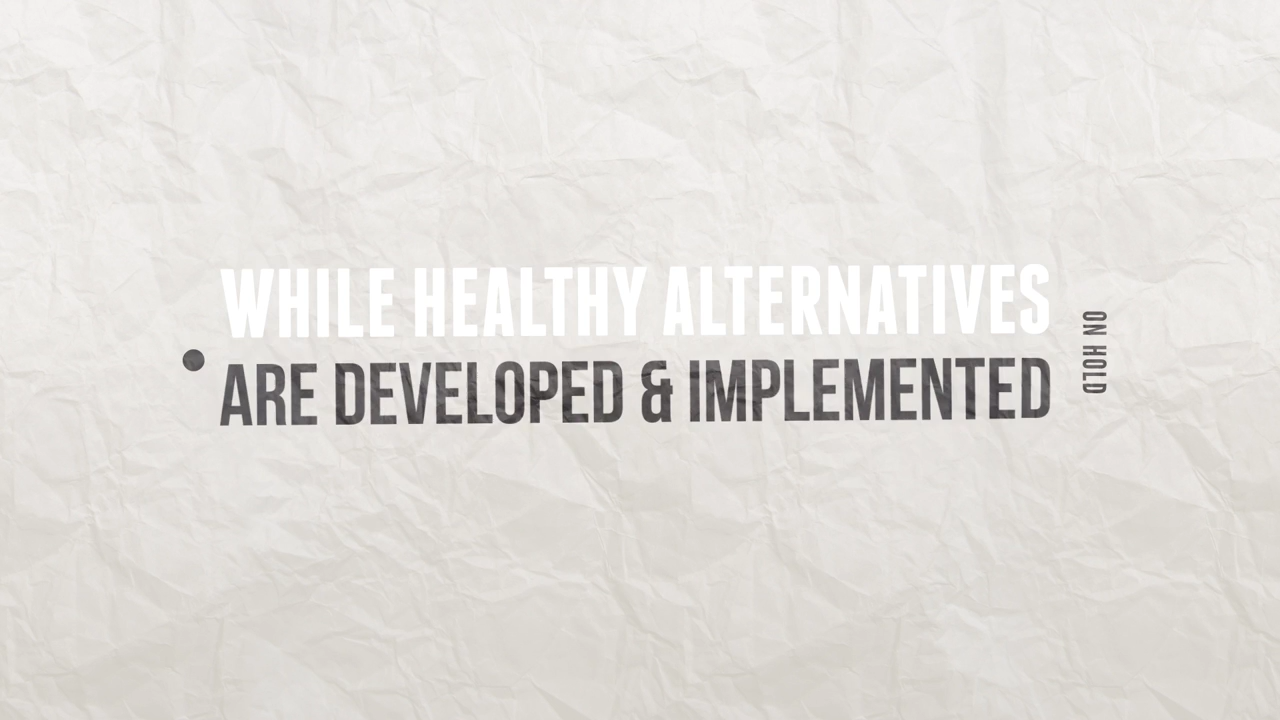 WHILE HEALTHY ALTERNATIVES
ARE DEVELOPED & IMPLEMENTED
ON HOLD